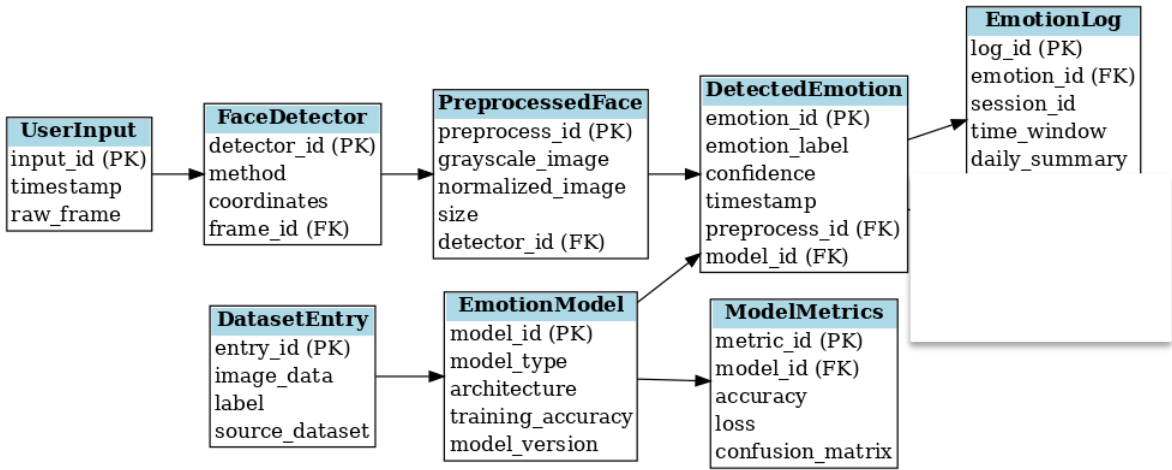 UserInput
input_id (PK)
timestamp
raw_frame
FaceDetector
detector_id (PK)
method
coordinates
frame_id (FK)
PreprocessedFace
preprocess_id (PK)
grayscale_image
normalized_image
size
detector_id (FK)
DetectedEmotion
emotion_id (PK)
emotion_label
confidence
timestamp
preprocess_id (FK)
model_id (FK)
EmotionLog
log_id (PK)
emotion_id (FK)
session_id
time_window
daily_summary
DatasetEntry
entry_id (PK)
image_data
label
source_dataset
EmotionModel
model_id (PK)
model_type
architecture
training_accuracy
model_version
ModelMetrics
metric_id (PK)
model_id (FK)
accuracy
loss
confusion_matrix